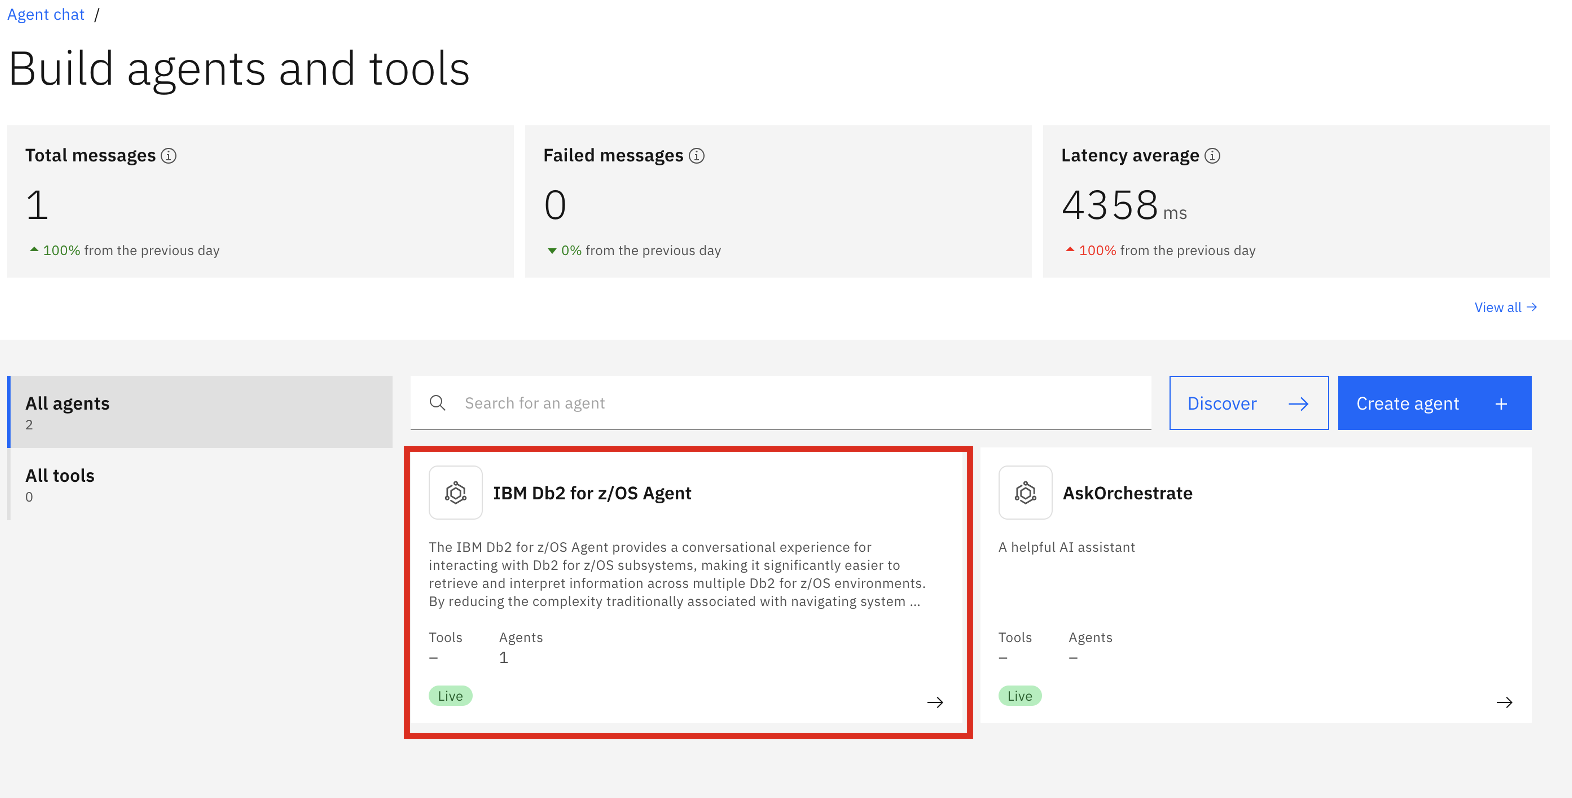 Agent chat /
Build agents and tools
Total messages
1
100% from the previous day
Failed messages
0
0% from the previous day
Latency average
4358 ms
100% from the previous day
View all →
All agents
2
All tools
0
Search for an agent
Discover →
Create agent +
IBM Db2 for z/OS Agent
The IBM Db2 for z/OS Agent provides a conversational experience for
interacting with Db2 for z/OS subsystems, making it significantly easier to
retrieve and interpret information across multiple Db2 for z/OS environments.
By reducing the complexity traditionally associated with navigating system ...
Tools Agents
– 1
Live
AskOrchestrate
A helpful AI assistant
Tools Agents
– –
Live